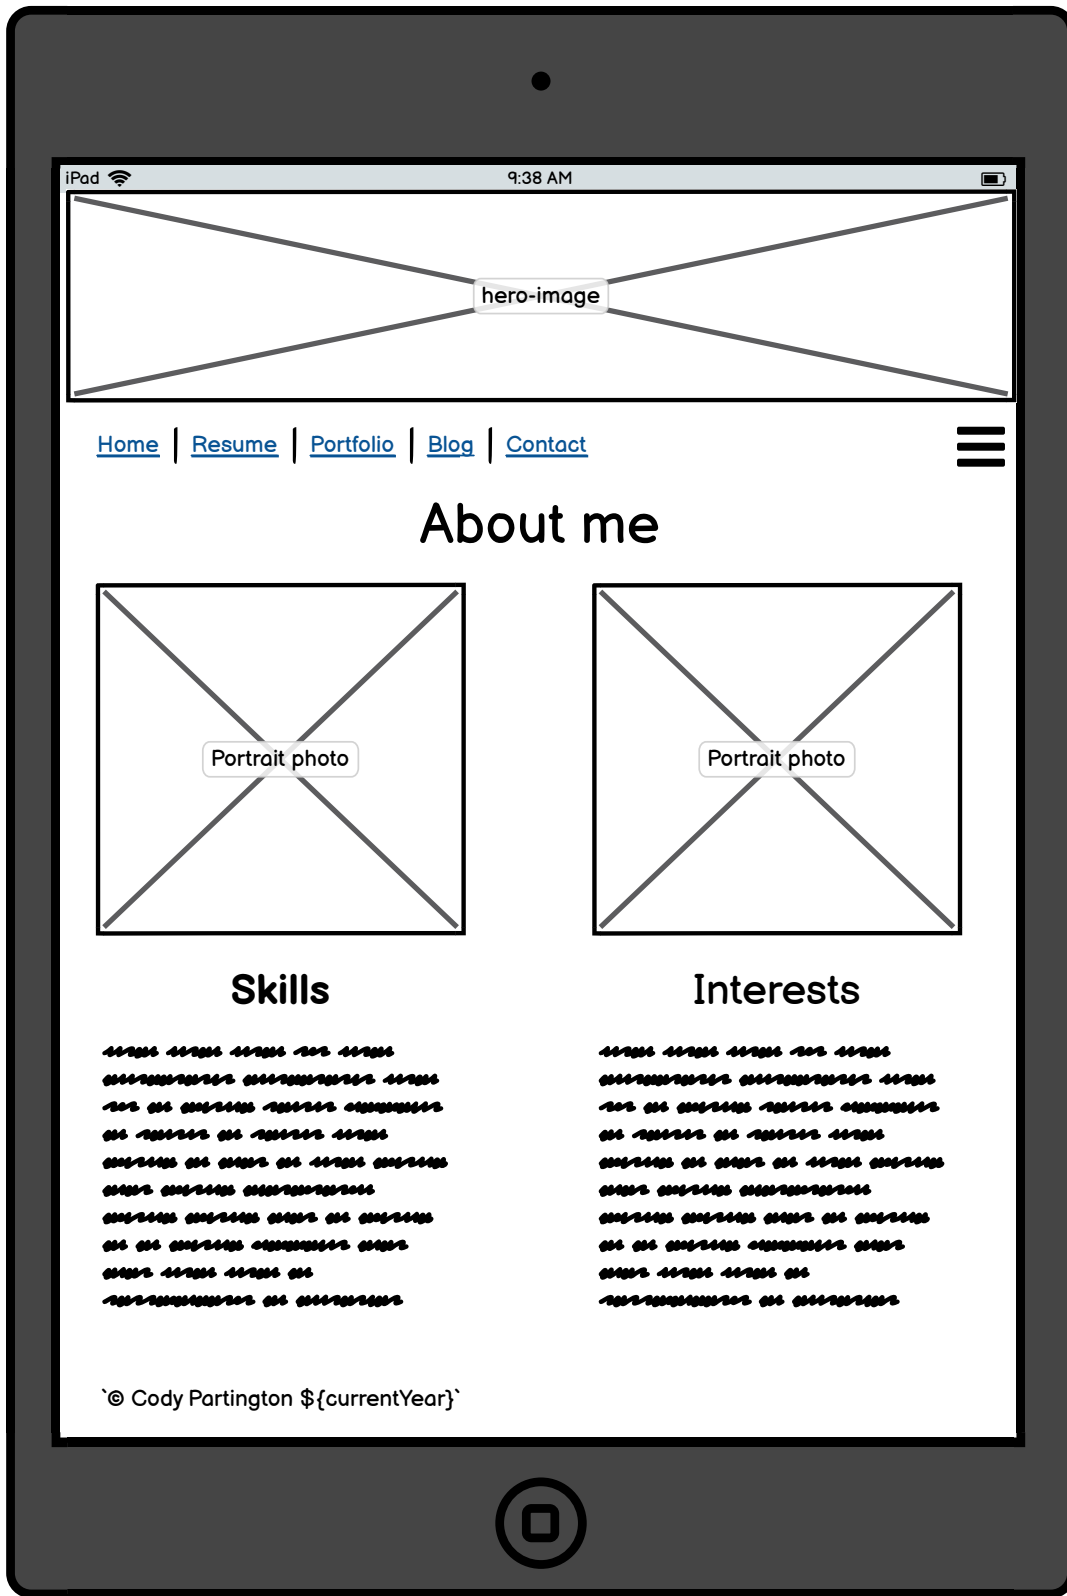 iPad 9:38 AM
hero-image
Home Resume Portfolio Blog Contact
About me
Portrait photo Portrait photo
Skills Interests
`© Cody Partington ${currentYear}`